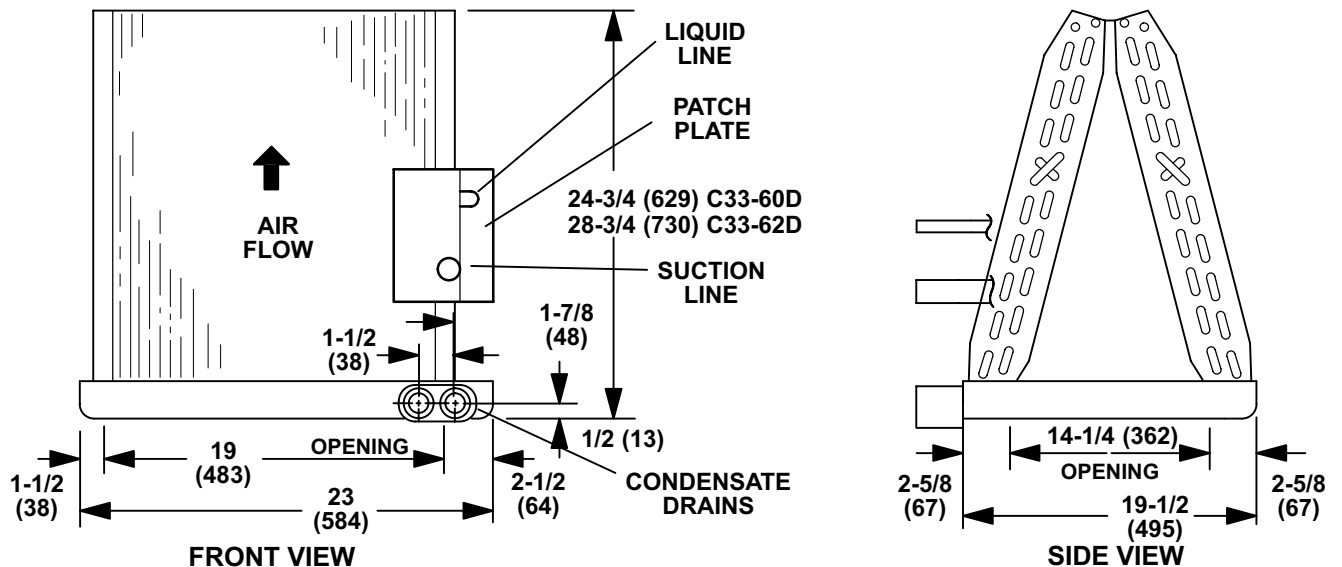 LIQUID
LINE
PATCH
PLATE
24-3/4 (629) C33-60D
28-3/4 (730) C33-62D
AIR
FLOW
SUCTION
LINE
1-7/8
(48)
1-1/2
(38)
1/2 (13)
19
(483)
OPENING
1-1/2
(38)
2-1/2
(64)
CONDENSATE
DRAINS
23
(584)
FRONT VIEW
14-1/4 (362)
OPENING
2-5/8
(67)
2-5/8
(67)
19-1/2
(495)
SIDE VIEW